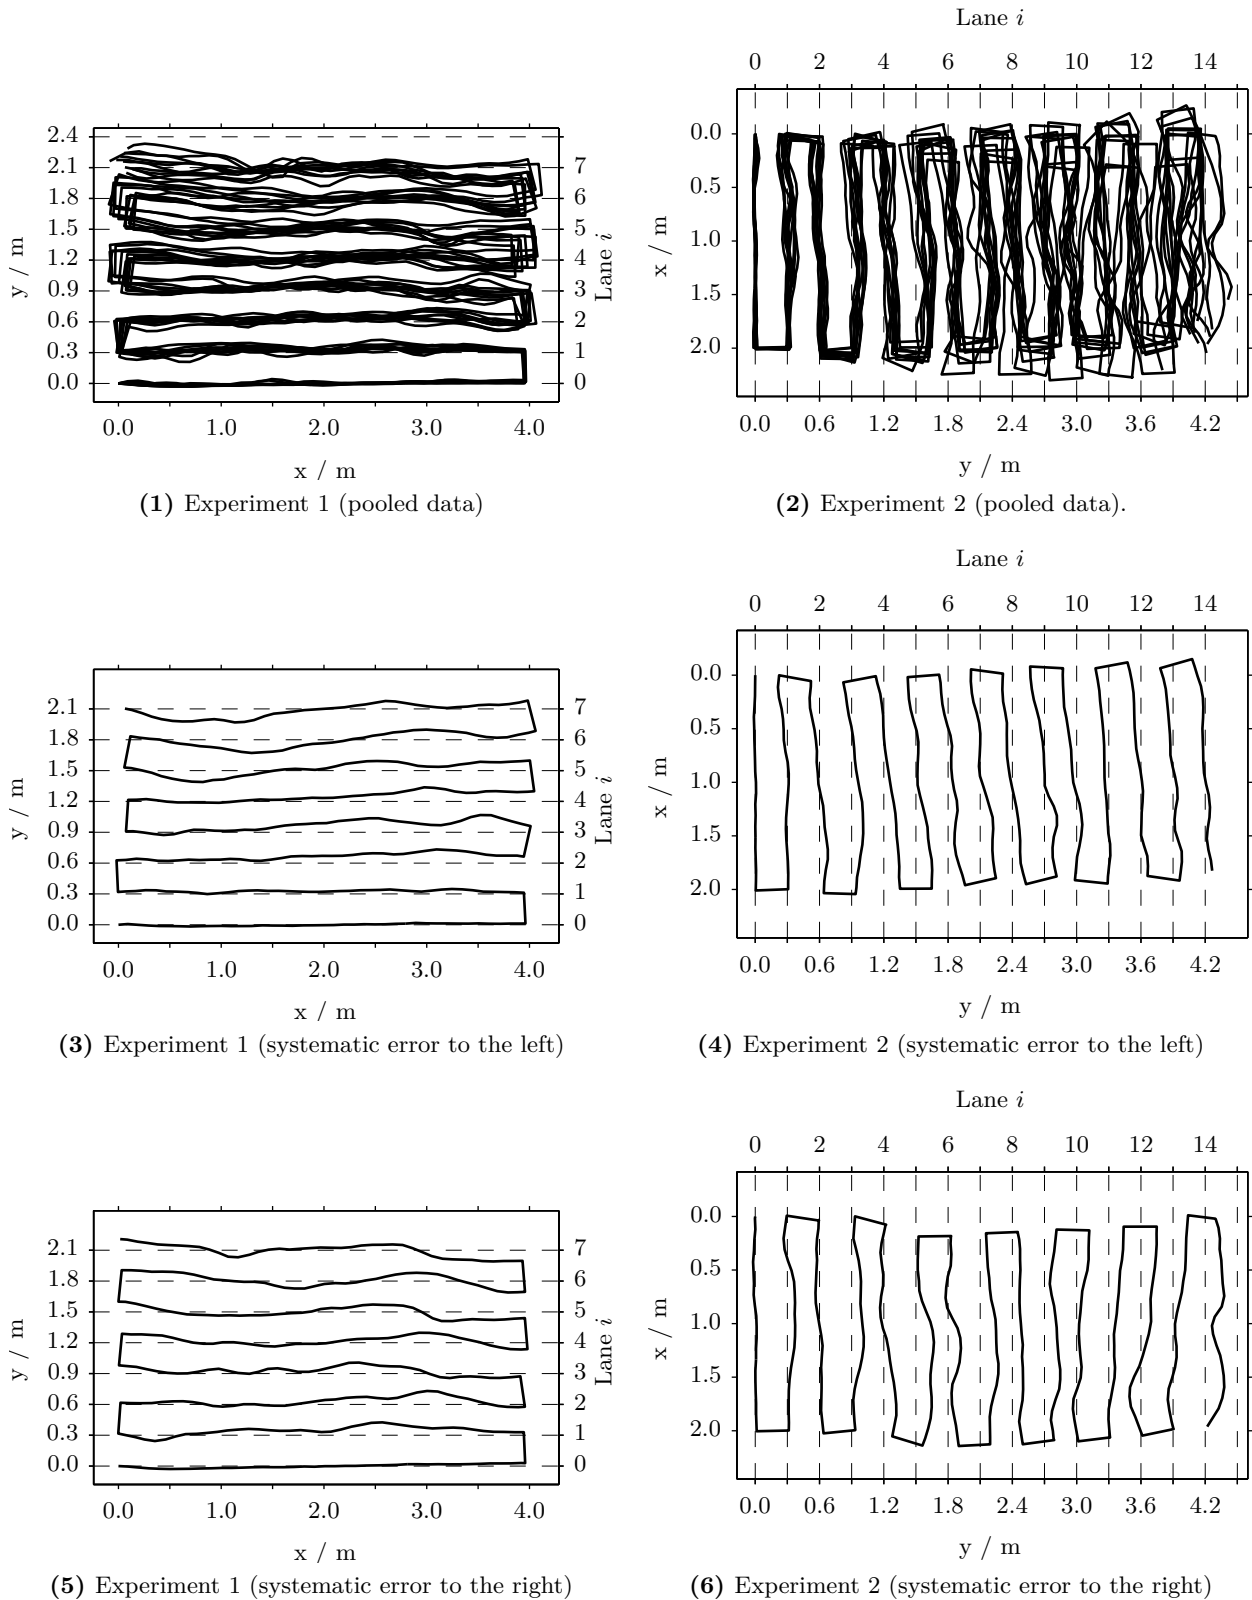 Lane i
0 2 4 6 8 10 12 14
2.4
2.1
1.8
1.5
1.2
0.9
0.6
0.3
0.0
y / m
7
6
5
4
3
2
1
0
Lane i
0.0 1.0 2.0 3.0 4.0
x / m
(1) Experiment 1 (pooled data)
0.0
0.5
1.0
1.5
2.0
x / m
0.0 0.6 1.2 1.8 2.4 3.0 3.6 4.2
y / m
(2) Experiment 2 (pooled data).
Lane i
0 2 4 6 8 10 12 14
2.1
1.8
1.5
1.2
0.9
0.6
0.3
0.0
y / m
7
6
5
4
3
2
1
0
Lane i
0.0 1.0 2.0 3.0 4.0
x / m
(3) Experiment 1 (systematic error to the left)
0.0
0.5
1.0
1.5
2.0
x / m
0.0 0.6 1.2 1.8 2.4 3.0 3.6 4.2
y / m
(4) Experiment 2 (systematic error to the left)
Lane i
0 2 4 6 8 10 12 14
2.1
1.8
1.5
1.2
0.9
0.6
0.3
0.0
y / m
7
6
5
4
3
2
1
0
Lane i
0.0 1.0 2.0 3.0 4.0
x / m
(5) Experiment 1 (systematic error to the right)
0.0
0.5
1.0
1.5
2.0
x / m
0.0 0.6 1.2 1.8 2.4 3.0 3.6 4.2
y / m
(6) Experiment 2 (systematic error to the right)